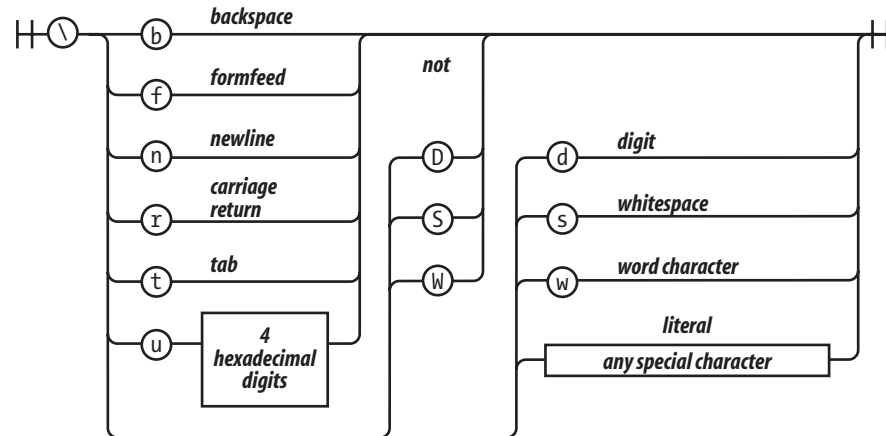 \
b
backspace
f
formfeed
n
newline
r
carriage
return
t
tab
u
4
hexadecimal
digits
not
D
S
W
d
digit
s
whitespace
w
word character
literal
any special character